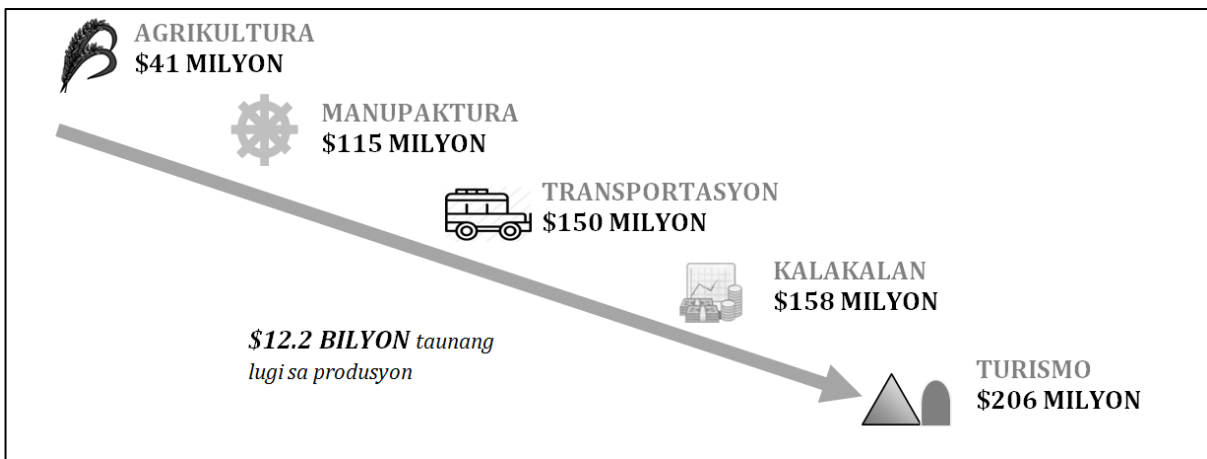 AGRIKULTURA
$41 MILYON
MANUPAKTURA
$115 MILYON
TRANSPORTASYON
$150 MILYON
KALAKALAN
$158 MILYON
$12.2 BILYON taunang
lugi sa produsyon
TURISMO
$206 MILYON